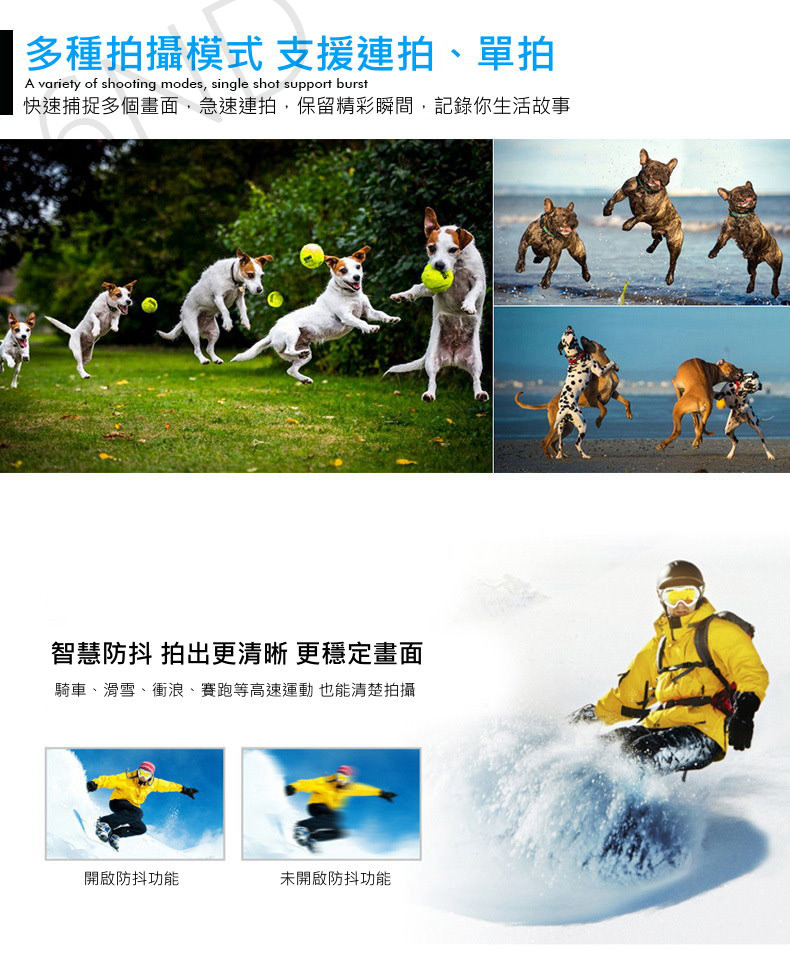 多種拍攝模式 支援連拍、單拍
A variety of shooting modes, single shot support burst
快速捕捉多個畫面，急速連拍，保留精彩瞬間，記錄你生活故事
智慧防抖 拍出更清晰 更穩定畫面
騎車、滑雪、衝浪、賽跑等高速運動 也能清楚拍攝
開啟防抖功能
未開啟防抖功能